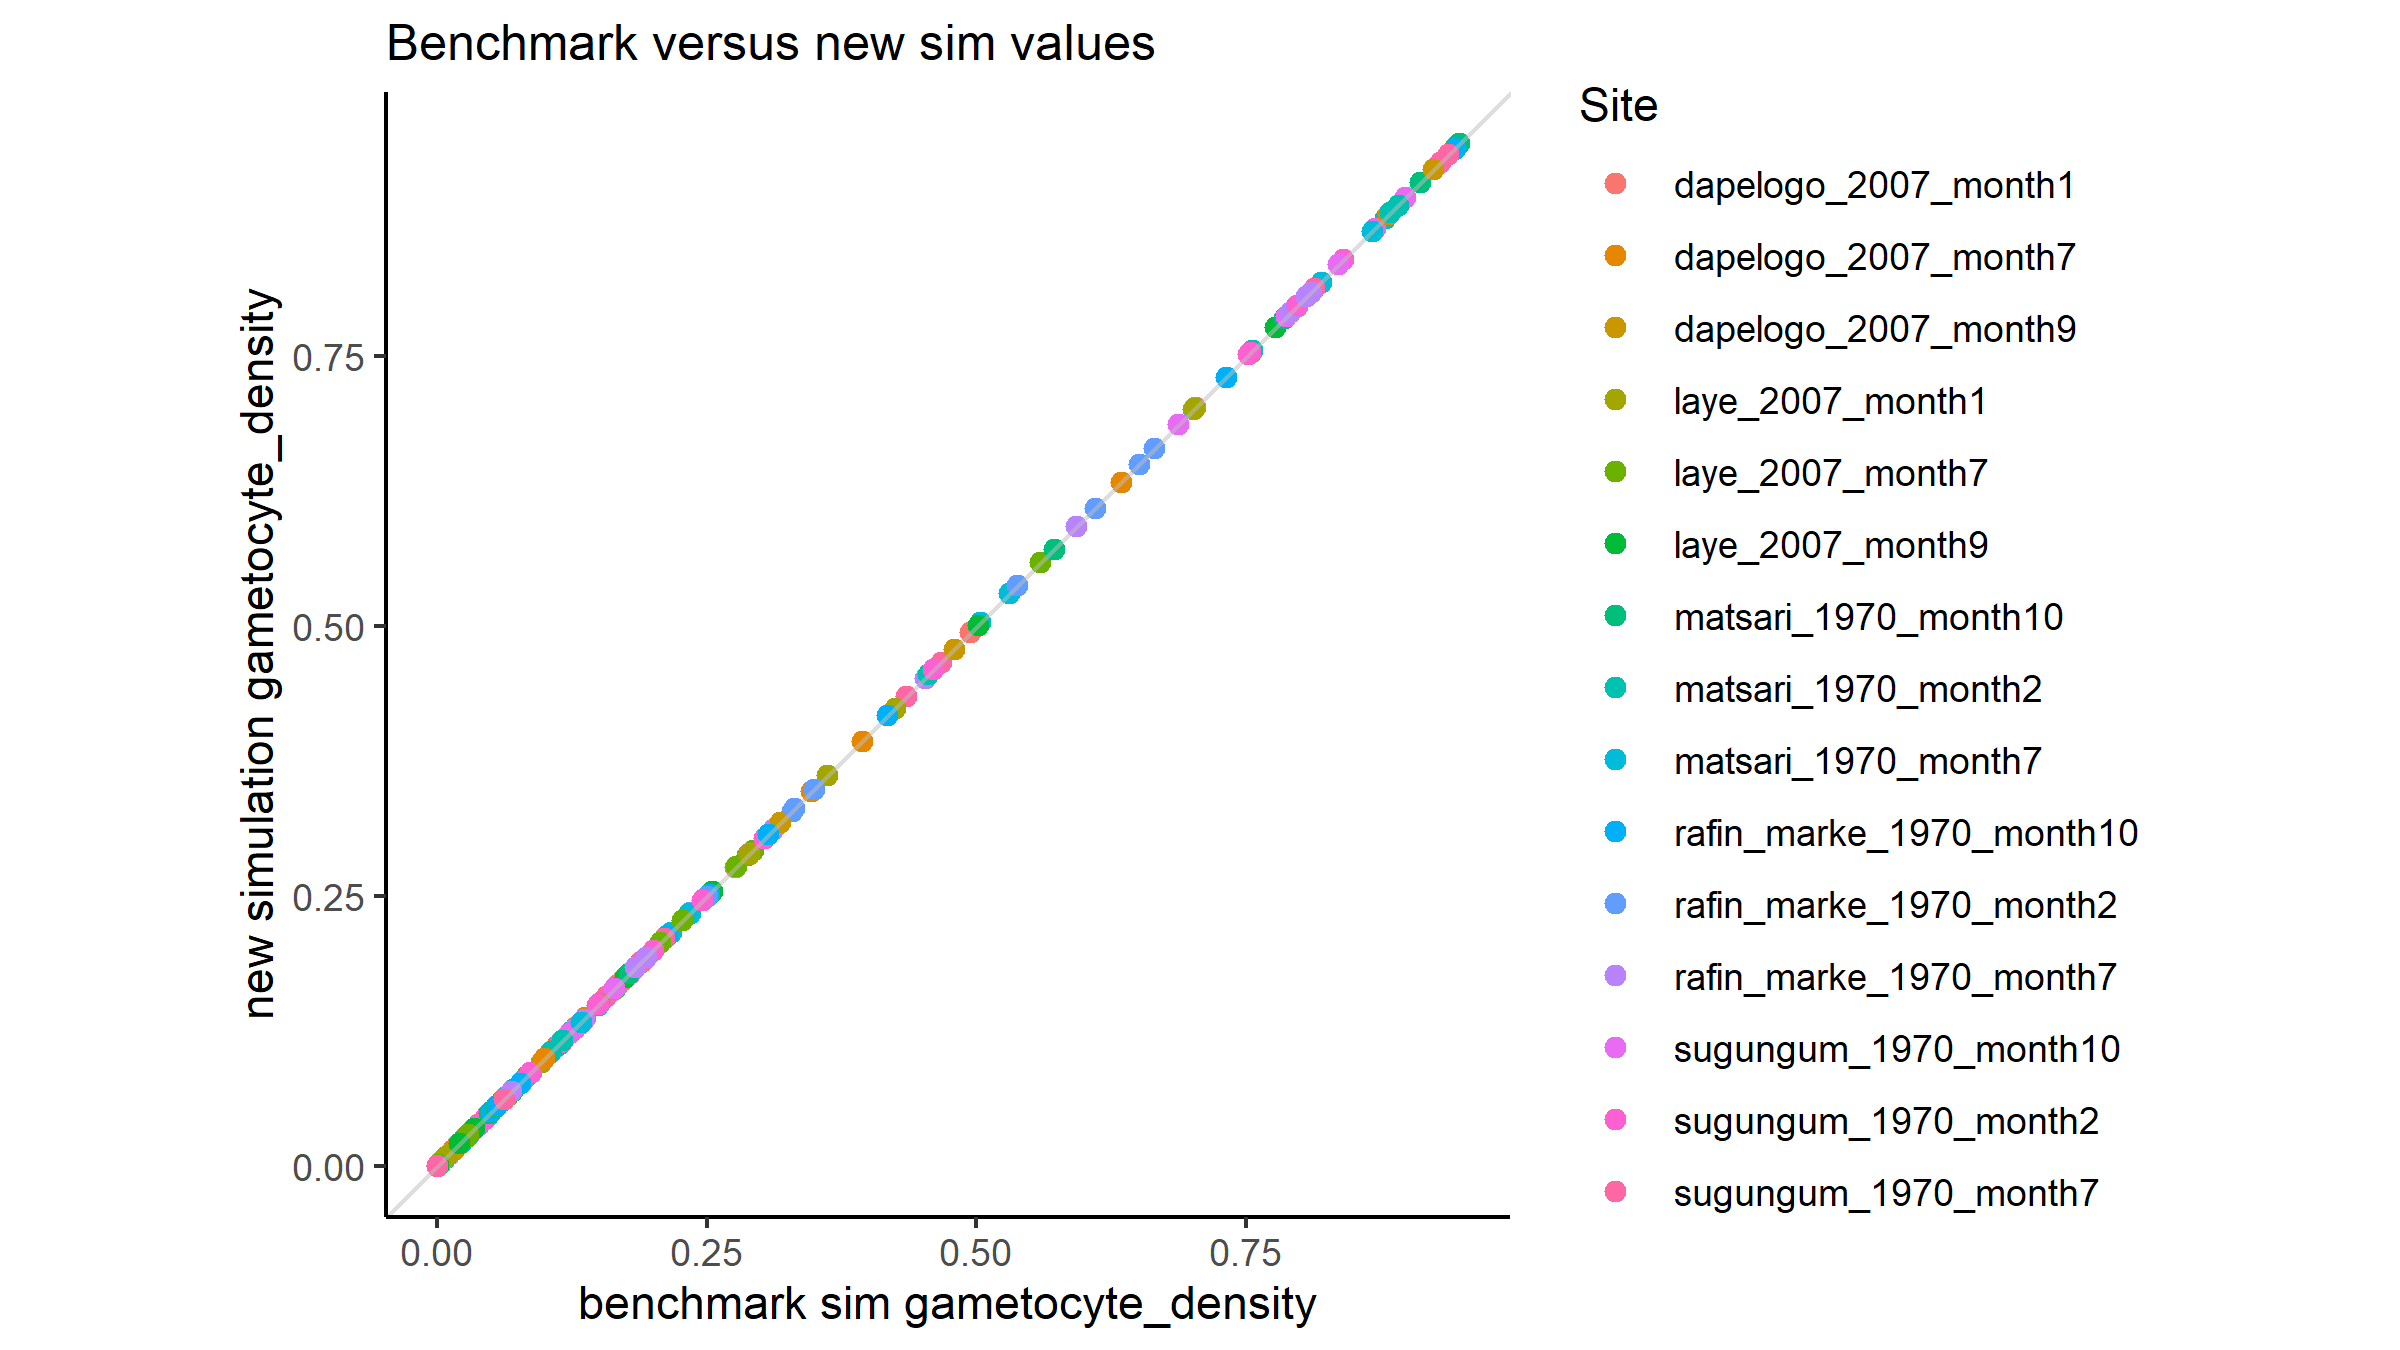 Benchmark versus new sim values
new simulation gametocyte_density
0.75
0.50
0.25
0.00
0.00 0.25 0.50 0.75
benchmark sim gametocyte_density
Site
dapelogo_2007_month1
dapelogo_2007_month7
dapelogo_2007_month9
laye_2007_month1
laye_2007_month7
laye_2007_month9
matsari_1970_month10
matsari_1970_month2
matsari_1970_month7
rafin_marke_1970_month10
rafin_marke_1970_month2
rafin_marke_1970_month7
sugungum_1970_month10
sugungum_1970_month2
sugungum_1970_month7